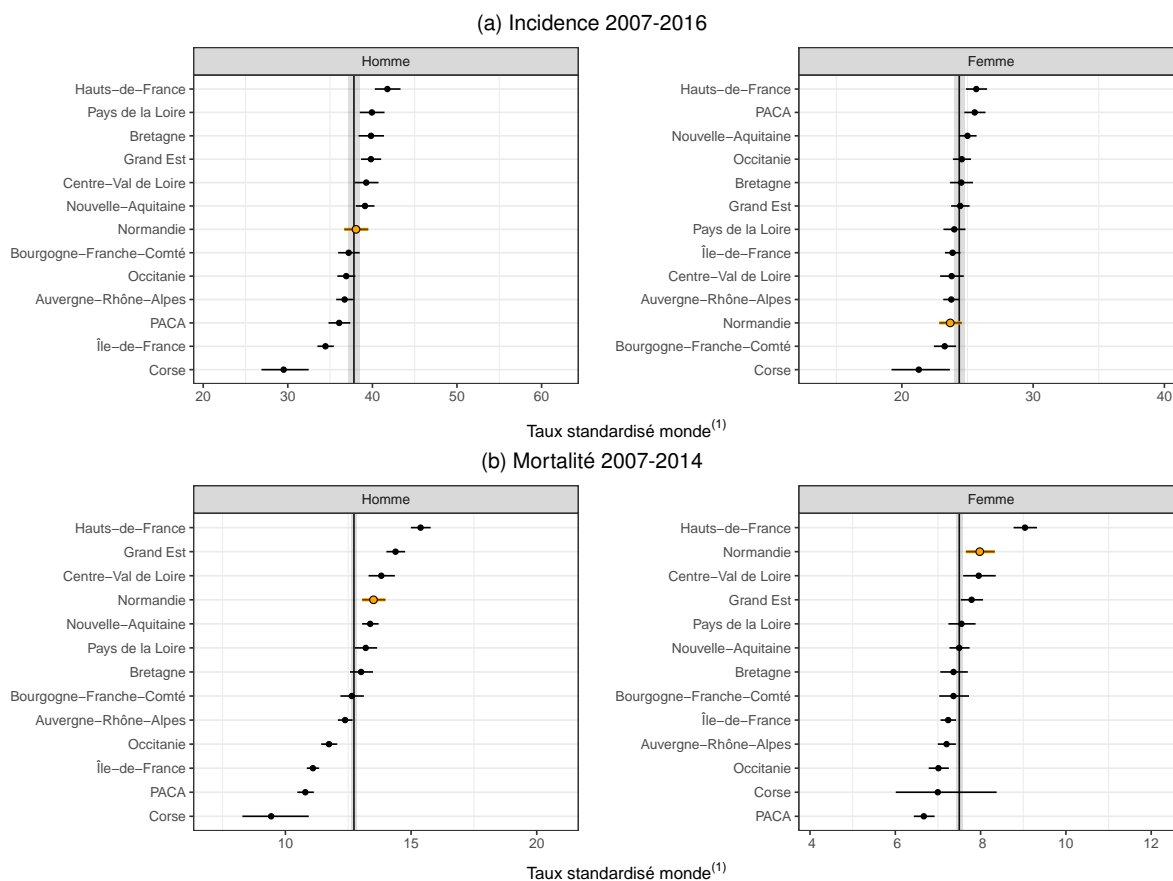 (a) Incidence 2007-2016
Homme
Hauts−de−France
Pays de la Loire
Bretagne
Grand Est
Centre−Val de Loire
Nouvelle−Aquitaine
Normandie
Bourgogne−Franche−Comté
Occitanie
Auvergne−Rhône−Alpes
PACA
Île−de−France
Corse
20 30 40 50 60
Femme
Hauts−de−France
PACA
Nouvelle−Aquitaine
Occitanie
Bretagne
Grand Est
Pays de la Loire
Île−de−France
Centre−Val de Loire
Auvergne−Rhône−Alpes
Normandie
Bourgogne−Franche−Comté
Corse
20 30 40
Taux standardisé monde(1)
(b) Mortalité 2007-2014
Homme
Hauts−de−France
Grand Est
Centre−Val de Loire
Normandie
Nouvelle−Aquitaine
Pays de la Loire
Bretagne
Bourgogne−Franche−Comté
Auvergne−Rhône−Alpes
Occitanie
Île−de−France
PACA
Corse
10 15 20
Femme
Hauts−de−France
Normandie
Centre−Val de Loire
Grand Est
Pays de la Loire
Nouvelle−Aquitaine
Bretagne
Bourgogne−Franche−Comté
Île−de−France
Auvergne−Rhône−Alpes
Occitanie
Corse
PACA
4 6 8 10 12
Taux standardisé monde(1)